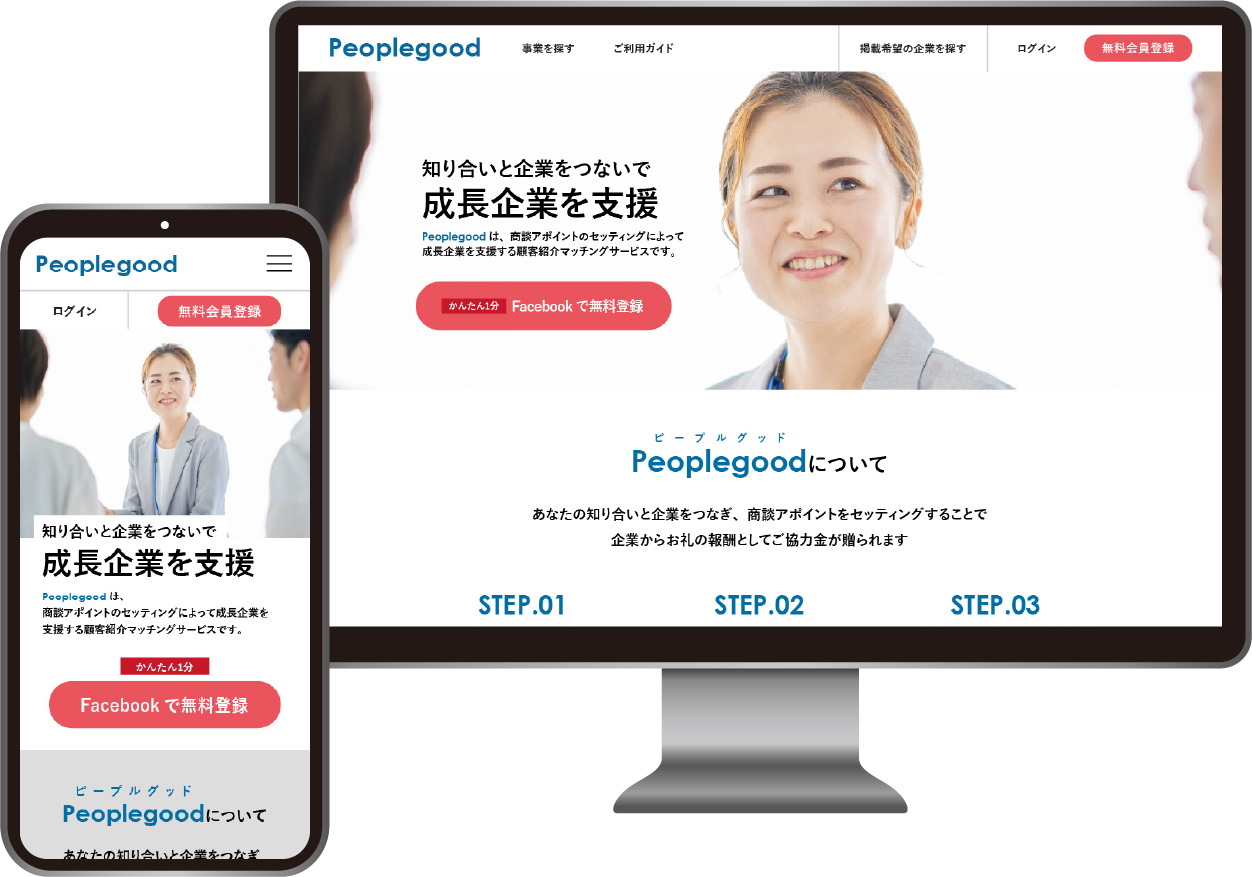 Peoplegood
事業を探す
ご利用ガイド
掲載希望の企業を探す
ログイン
無料会員登録
知り合いと企業をつないで
成長企業を支援
Peoplegood は、商談アポイントのセッティングによって
成長企業を支援する顧客紹介マッチングサービスです。
かんたん1分 Facebook で無料登録
ピープルグッド
Peoplegoodについて
あなたの知り合いと企業をつなぎ、商談アポイントをセッティングすることで
企業からお礼の報酬としてご協力金が贈られます
STEP.01
STEP.02
STEP.03
Peoplegood
ログイン
無料会員登録
知り合いと企業をつないで
成長企業を支援
Peoplegood は、
商談アポイントのセッティングによって成長企業を
支援する顧客紹介マッチングサービスです。
かんたん1分
Facebook で無料登録
ピープルグッド
Peoplegoodについて
あなたの知り合いと企業をつなぎ